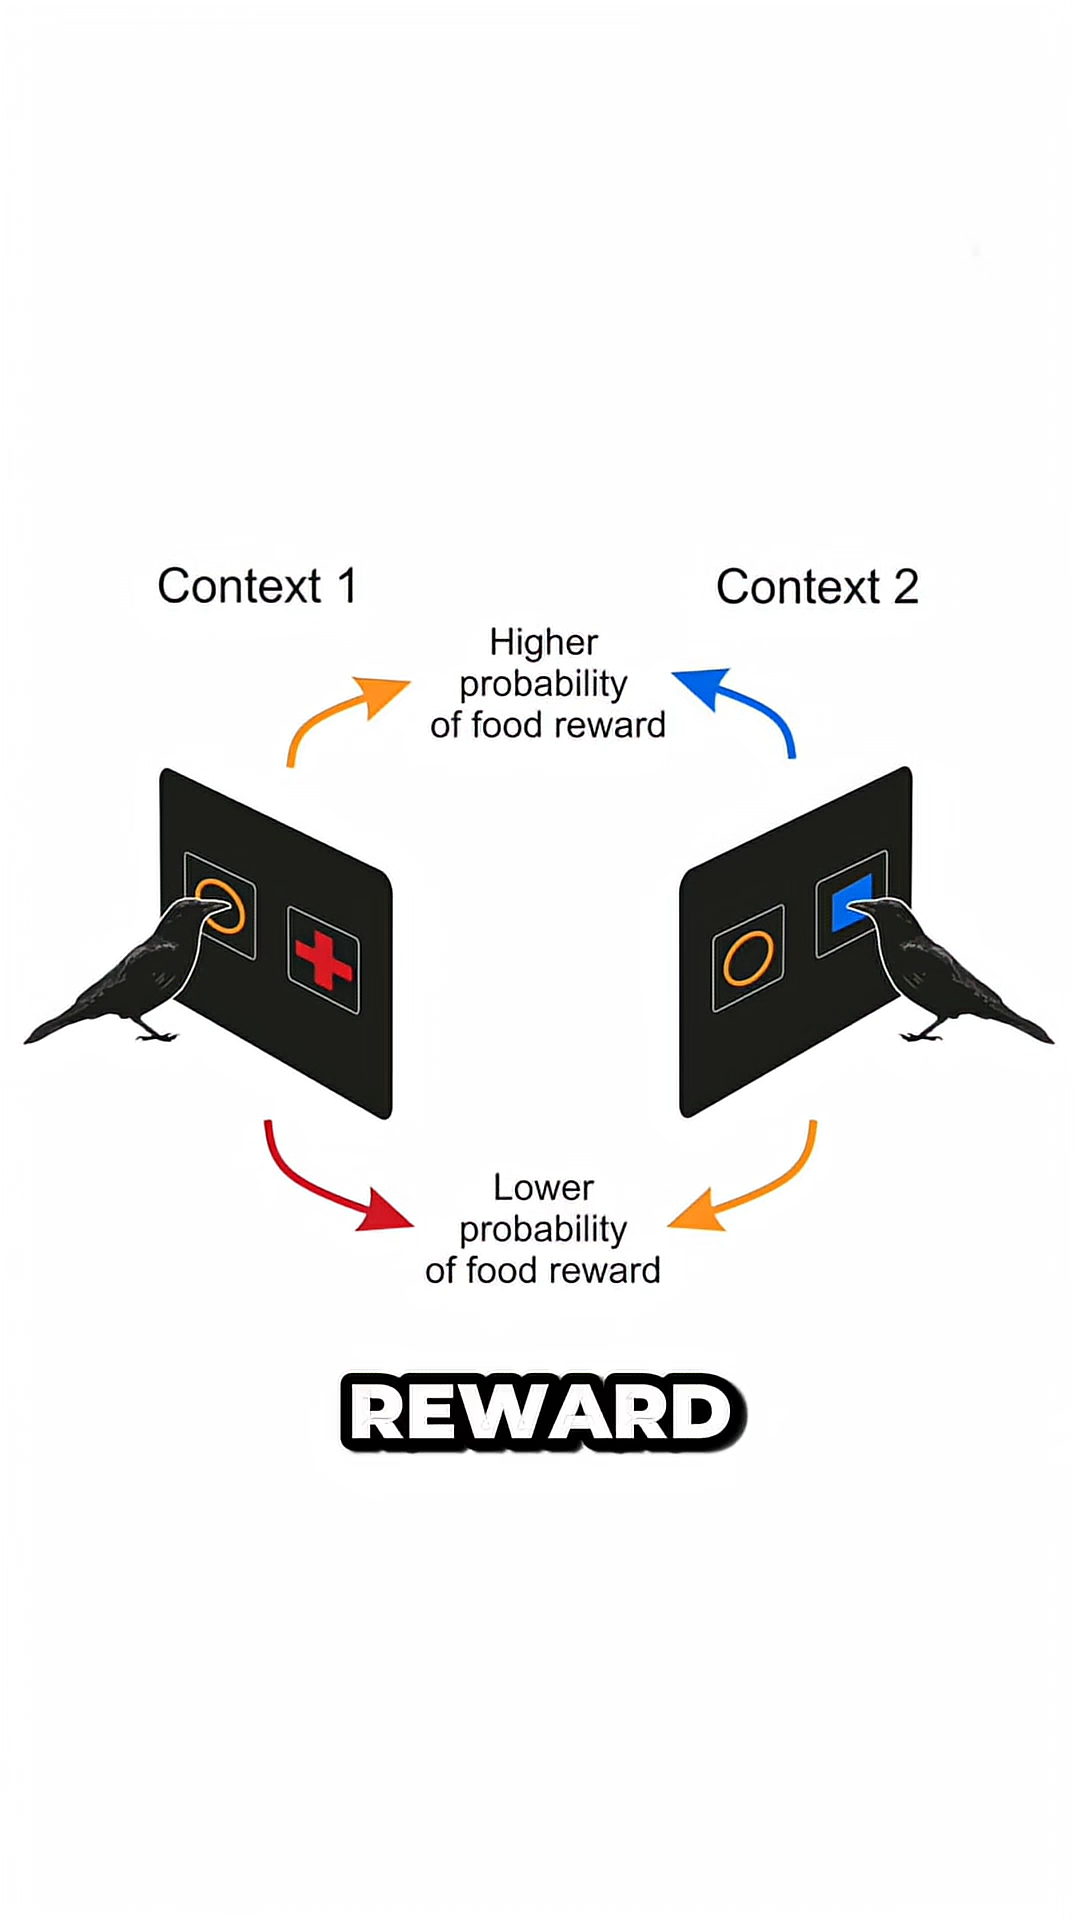 Context 1
Context 2
Higher
probability
of food reward
Lower
probability
of food reward
REWARD